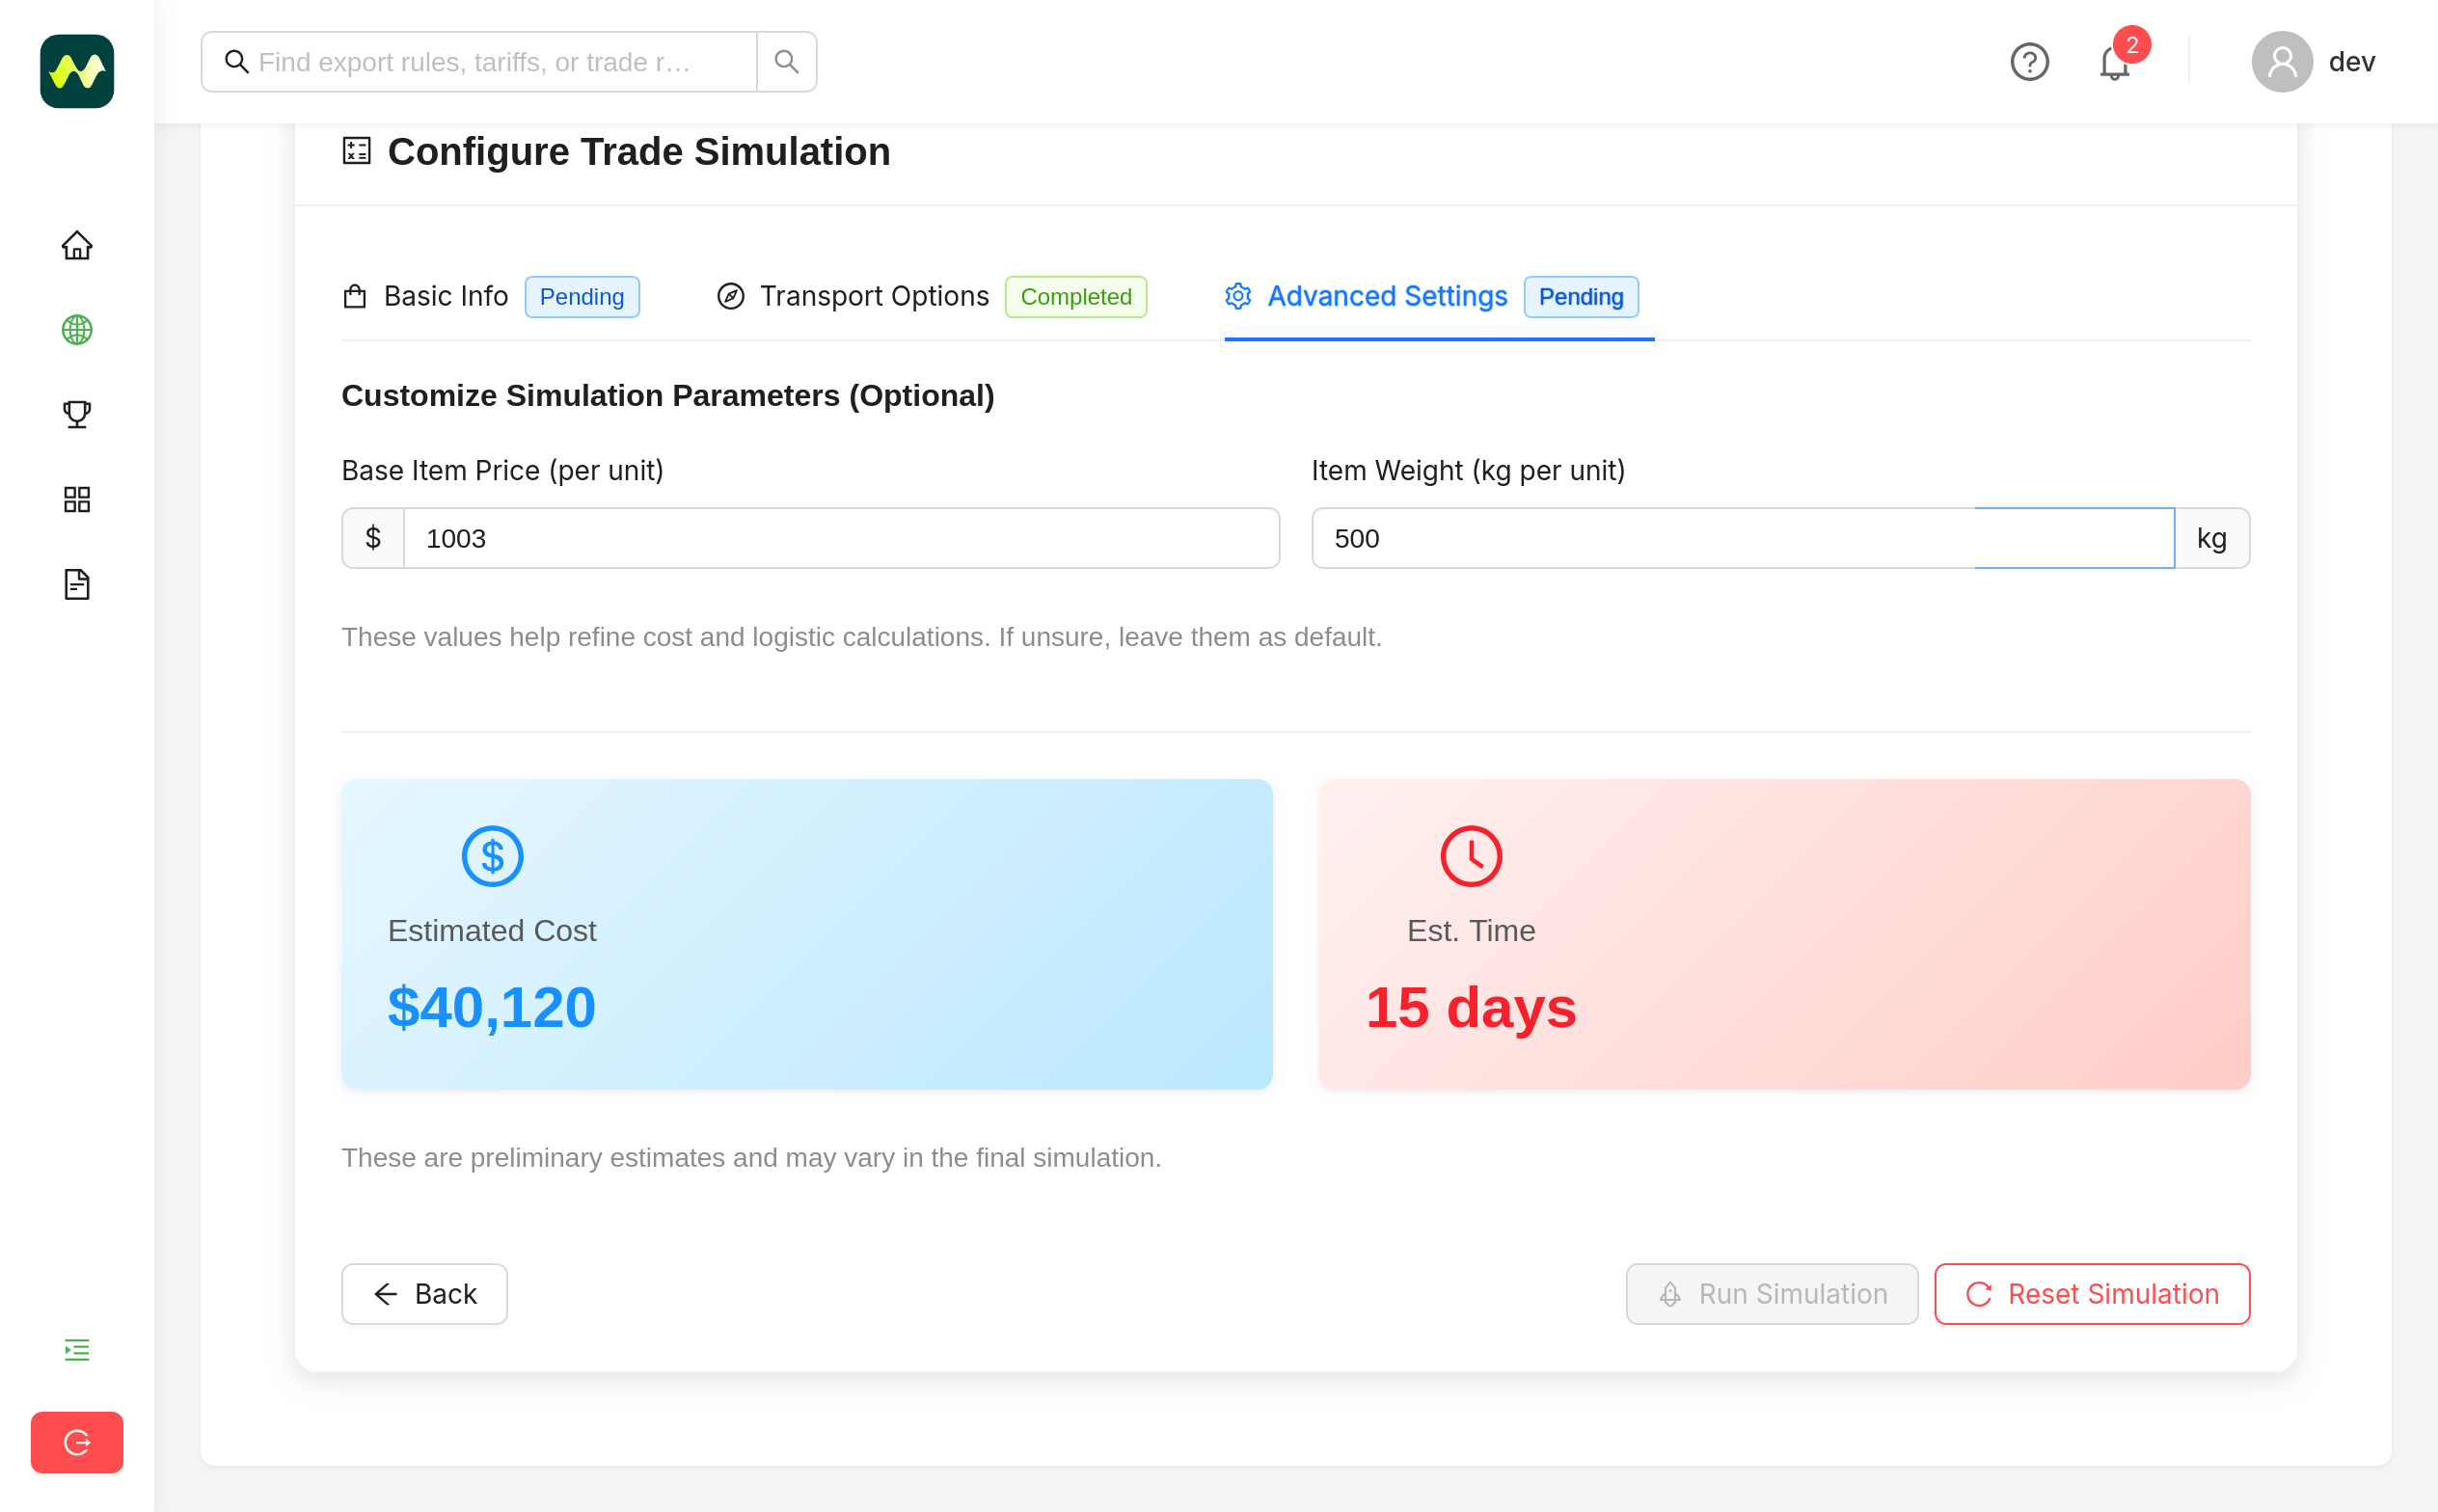 Find export rules, tariffs, or trade r…
2
dev
Configure Trade Simulation
Basic Info Pending Transport Options Completed Advanced Settings Pending
Customize Simulation Parameters (Optional)
Base Item Price (per unit) Item Weight (kg per unit)
$ 1003 500 kg
These values help refine cost and logistic calculations. If unsure, leave them as default.
Estimated Cost Est. Time
$40,120 15 days
These are preliminary estimates and may vary in the final simulation.
Back Run Simulation Reset Simulation